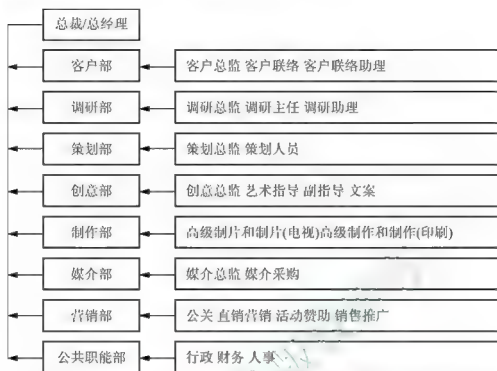 总裁/总经理
客户部 客户总监 客户联络 客户联络助理
调研部 调研总监 调研主任 调研助理
策划部 策划总监 策划人员
创意部 创意总监 艺术指导 副指导 文案
制作部 高级制片和制片(电视)高级制作和制作(印刷)
媒介部 媒介总监 媒介采购
营销部 公关 直销营销 活动赞助 销售推广
公共职能部 行政 财务 人事